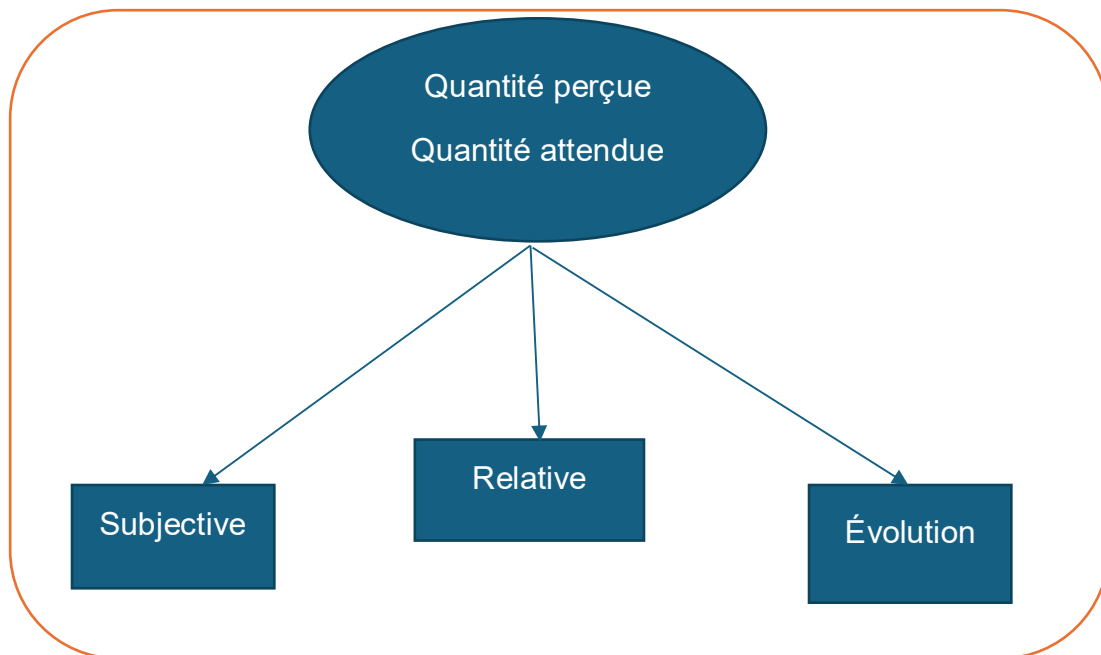 Quantité perçue
Quantité attendue
Relative
Subjective
Évolution